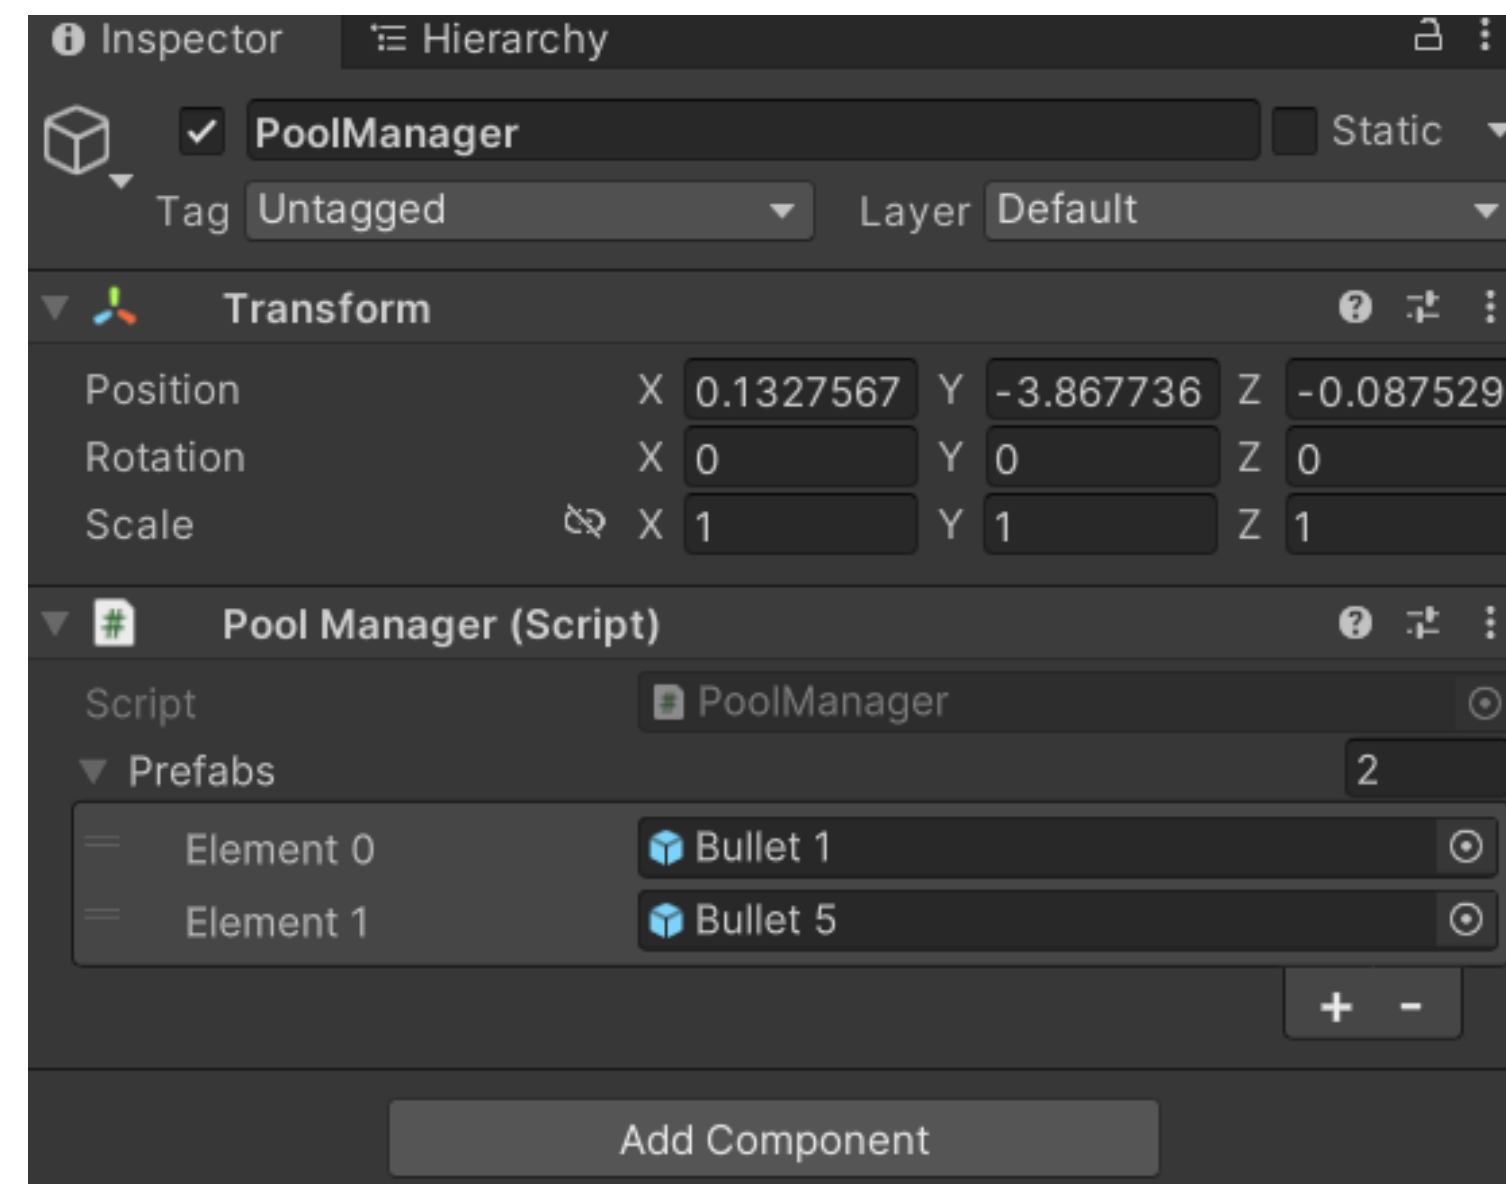 Inspector Hierarchy
PoolManager Static
Tag Untagged Layer Default
Transform
Position X 0.1327567 Y -3.867736 Z -0.087529
Rotation X 0 Y 0 Z 0
Scale X 1 Y 1 Z 1
# Pool Manager (Script)
Script # PoolManager
Prefabs 2
Element 0 Bullet 1
Element 1 Bullet 5
+ -
Add Component